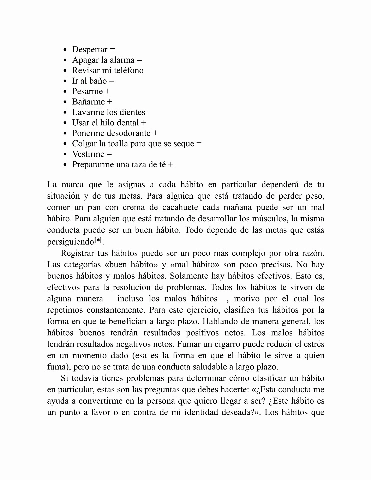 • Despertar =
• Apagar la alarma =
• Revisar mi teléfono –
• Ir al baño =
• Pesarme +
• Bañarme +
• Lavarme los dientes +
• Usar el hilo dental +
• Ponerme desodorante +
• Colgar la toalla para que se seque =
• Vestirme =
• Prepararme una taza de té +
La marca que le asignas a cada hábito en particular dependerá de tu
situación y de tus metas. Para alguien que está tratando de perder peso,
comer un pan con crema de cacahuete cada mañana puede ser un mal
hábito. Para alguien que está tratando de desarrollar los músculos, la misma
conducta puede ser un buen hábito. Todo depende de las metas que estás
persiguiendo[*].
Registrar tus hábitos puede ser un poco más complejo por otra razón.
Las categorías «buen hábito» y «mal hábito» son poco precisas. No hay
buenos hábitos y malos hábitos. Solamente hay hábitos efectivos. Esto es,
efectivos para la resolución de problemas. Todos los hábitos te sirven de
alguna manera —incluso los malos hábitos—, motivo por el cual los
repetimos constantemente. Para este ejercicio, clasifica tus hábitos por la
forma en que te benefician a largo plazo. Hablando de manera general, los
hábitos buenos tendrán resultados positivos netos. Los malos hábitos
tendrán resultados negativos netos. Fumar un cigarro puede reducir el estrés
en un momento dado (esa es la forma en que el hábito le sirve a quien
fuma), pero no se trata de una conducta saludable a largo plazo.
Si todavía tienes problemas para determinar cómo clasificar un hábito
en particular, estas son las preguntas que debes hacerte: «¿Esta conducta me
ayuda a convertirme en la persona que quiero llegar a ser? ¿Este hábito es
un punto a favor o en contra de mi identidad deseada?». Los hábitos que